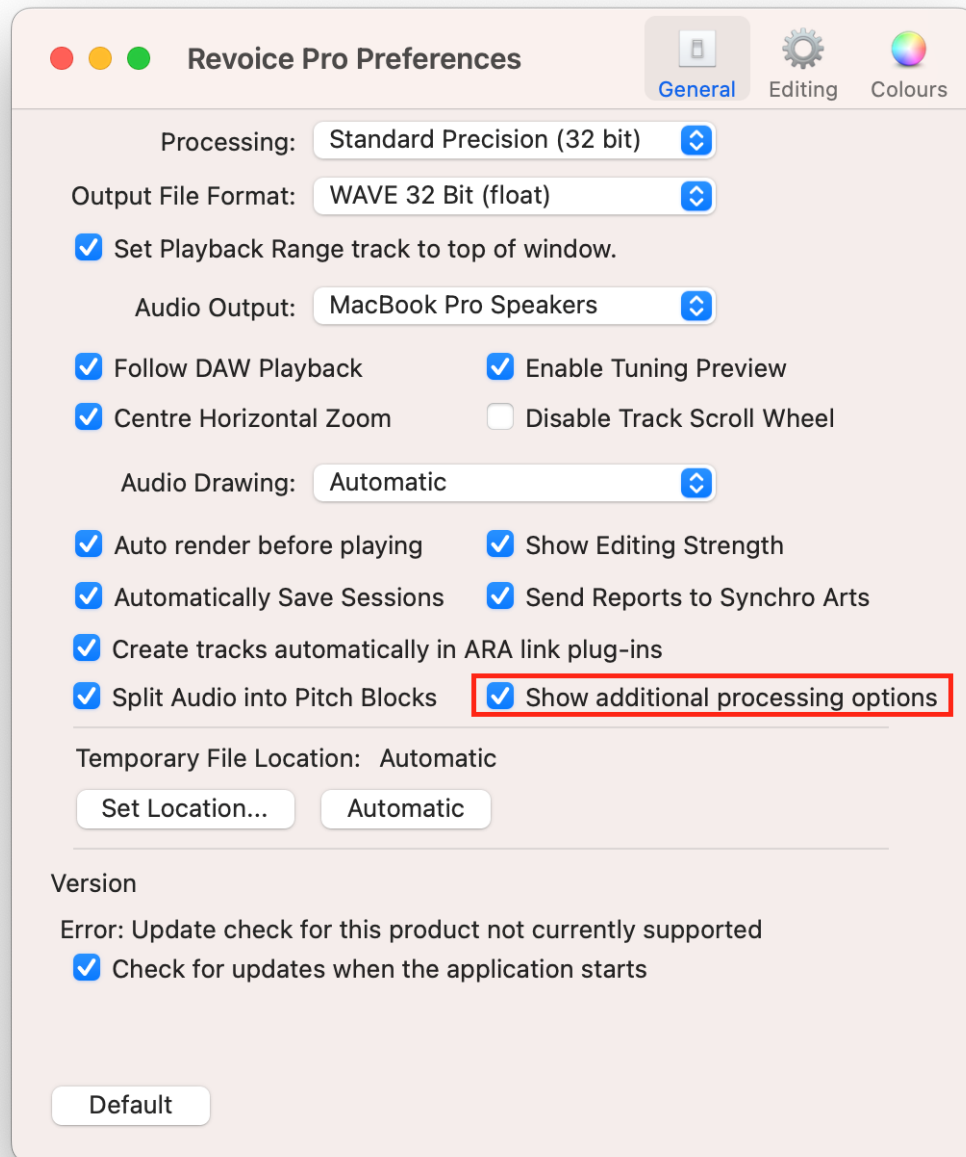 Revoice Pro Preferences
General Editing Colours
Processing: Standard Precision (32 bit)
Output File Format: WAVE 32 Bit (float)
Set Playback Range track to top of window.
Audio Output: MacBook Pro Speakers
Follow DAW Playback Enable Tuning Preview
Centre Horizontal Zoom Disable Track Scroll Wheel
Audio Drawing: Automatic
Auto render before playing Show Editing Strength
Automatically Save Sessions Send Reports to Synchro Arts
Create tracks automatically in ARA link plug-ins
Split Audio into Pitch Blocks Show additional processing options
Temporary File Location: Automatic
Set Location... Automatic
Version
Error: Update check for this product not currently supported
Check for updates when the application starts
Default